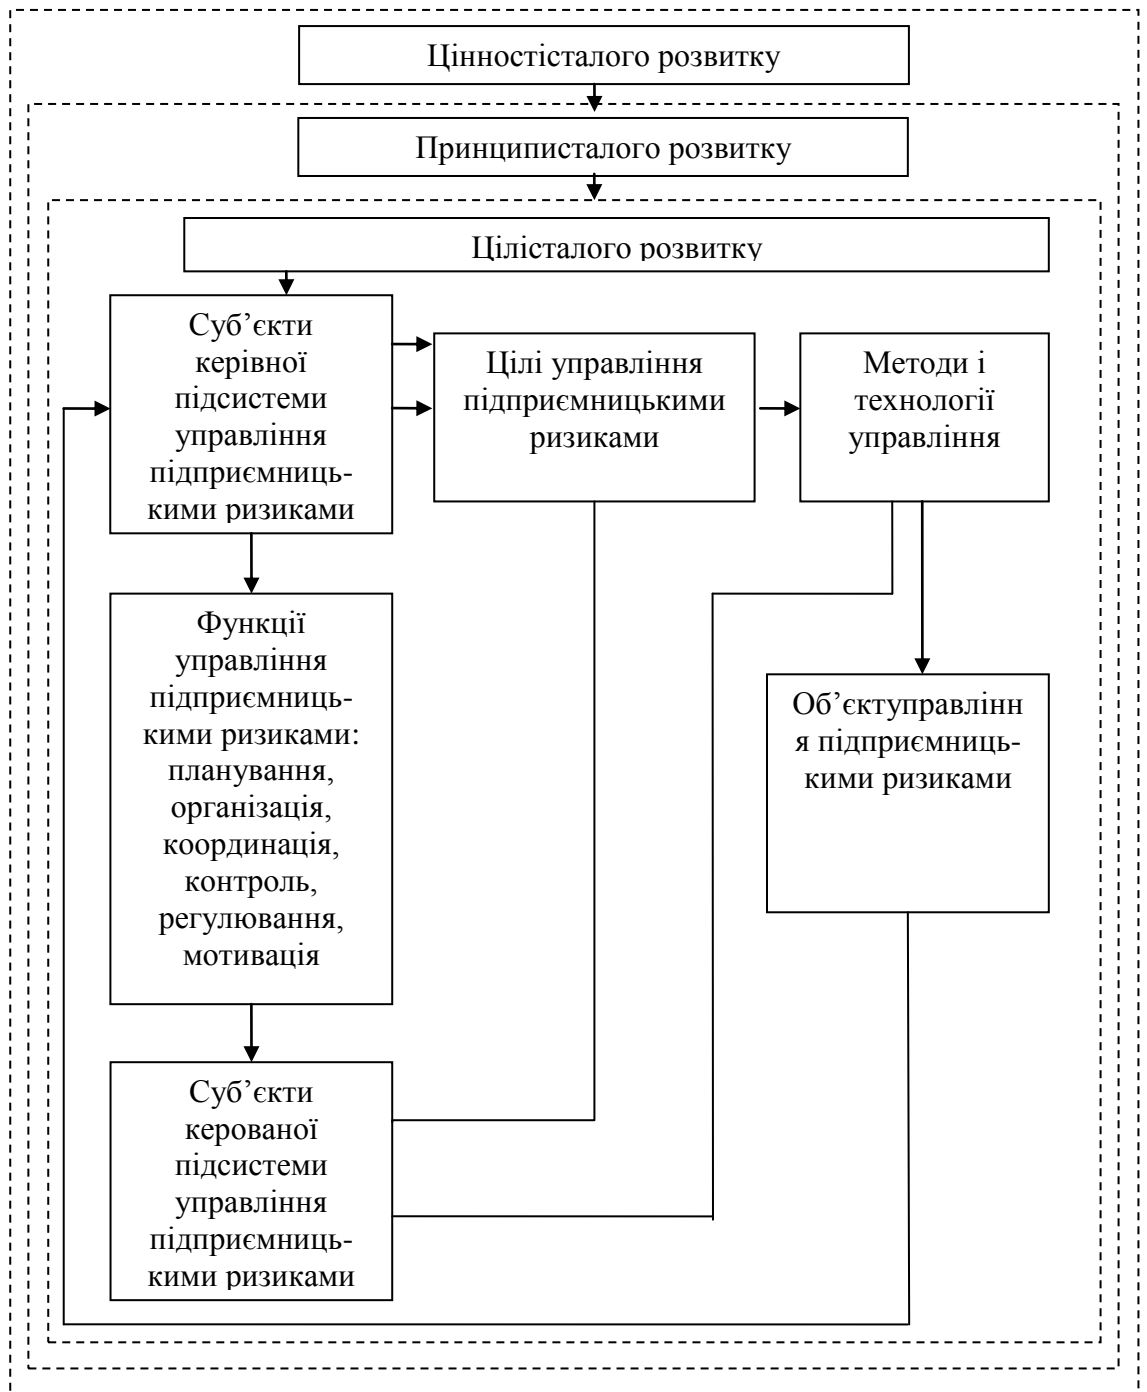 Цінностісталого розвитку
Принциписталого розвитку
Цілісталого розвитку
Суб’єкти
керівної
підсистеми
управління
підприємниць-
кими ризиками
Цілі управління
підприємницькими
ризиками
Методи і
технології
управління
Функції
управління
підприємниць-
кими ризиками:
планування,
організація,
координація,
контроль,
регулювання,
мотивація
Об’єктуправлінн
я підприємниць-
кими ризиками
Суб’єкти
керованої
підсистеми
управління
підприємниць-
кими ризиками